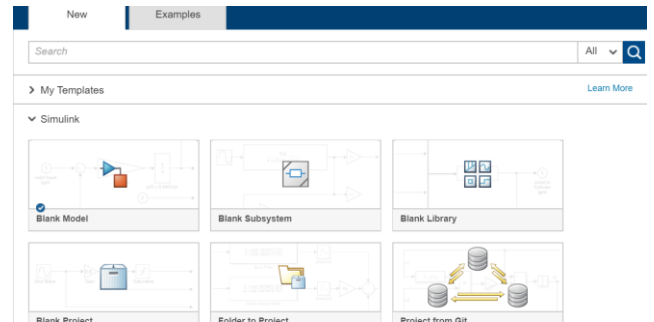 New
Examples
Search
All
My Templates
Learn More
Simulink
Blank Model
Blank Subsystem
Blank Library
Blank Project
Folder to Project
Project from Git